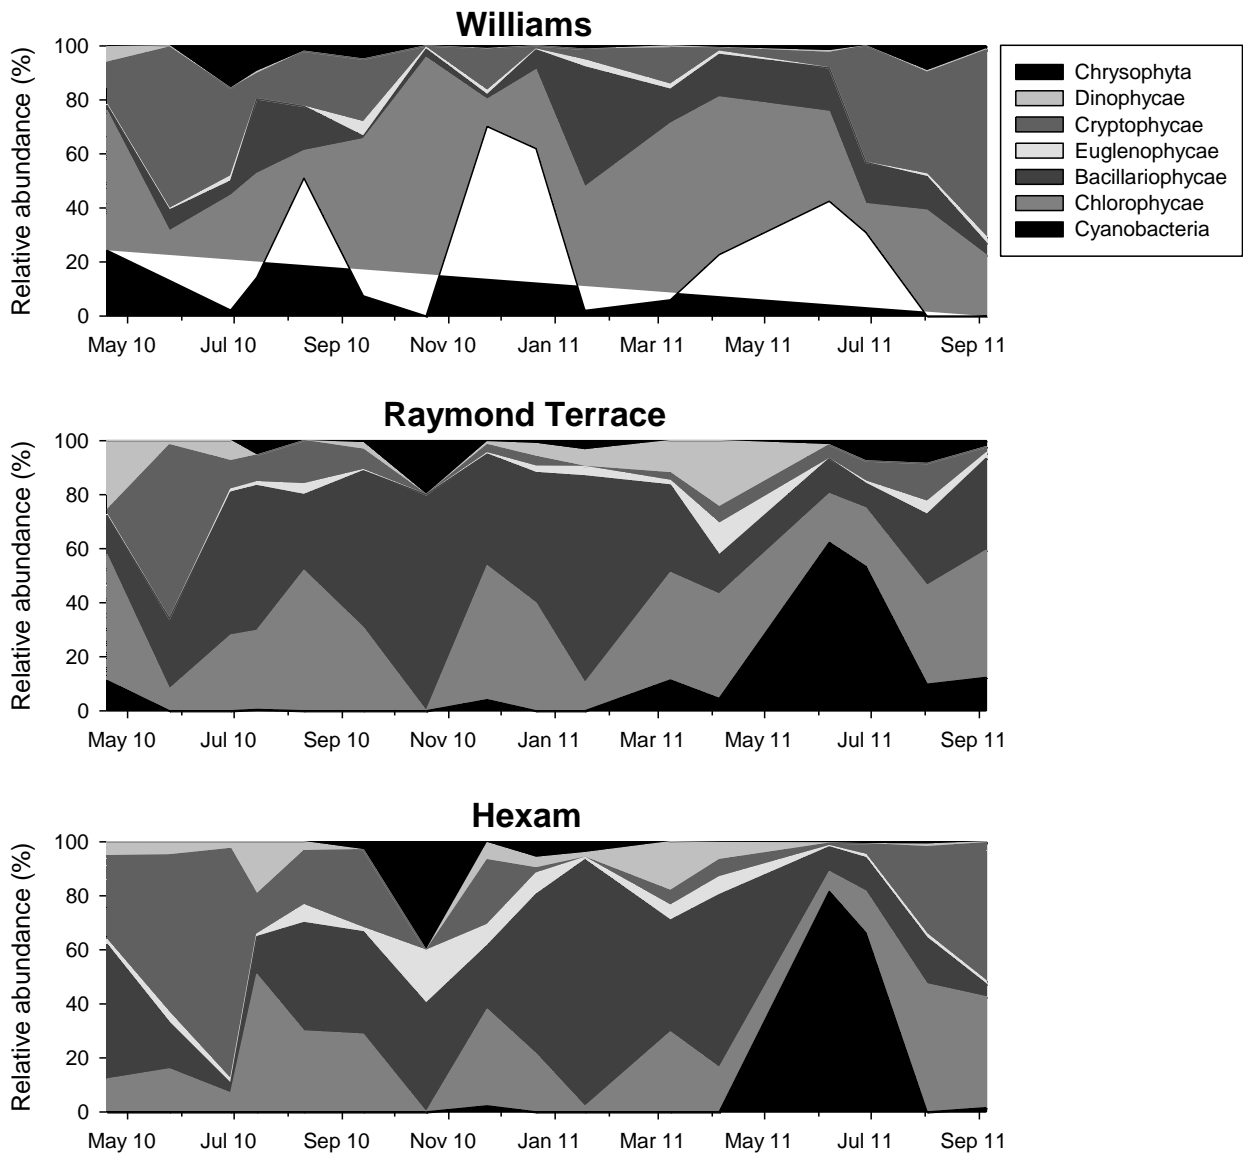 Williams
Relative abundance (%)
100
80
60
40
20
0
May 10 Jul 10 Sep 10 Nov 10 Jan 11 Mar 11 May 11 Jul 11 Sep 11
Chrysophyta
Dinophycae
Cryptophycae
Euglenophycae
Bacillariophycae
Chlorophycae
Cyanobacteria
Raymond Terrace
Relative abundance (%)
100
80
60
40
20
0
May 10 Jul 10 Sep 10 Nov 10 Jan 11 Mar 11 May 11 Jul 11 Sep 11
Hexam
Relative abundance (%)
100
80
60
40
20
0
May 10 Jul 10 Sep 10 Nov 10 Jan 11 Mar 11 May 11 Jul 11 Sep 11